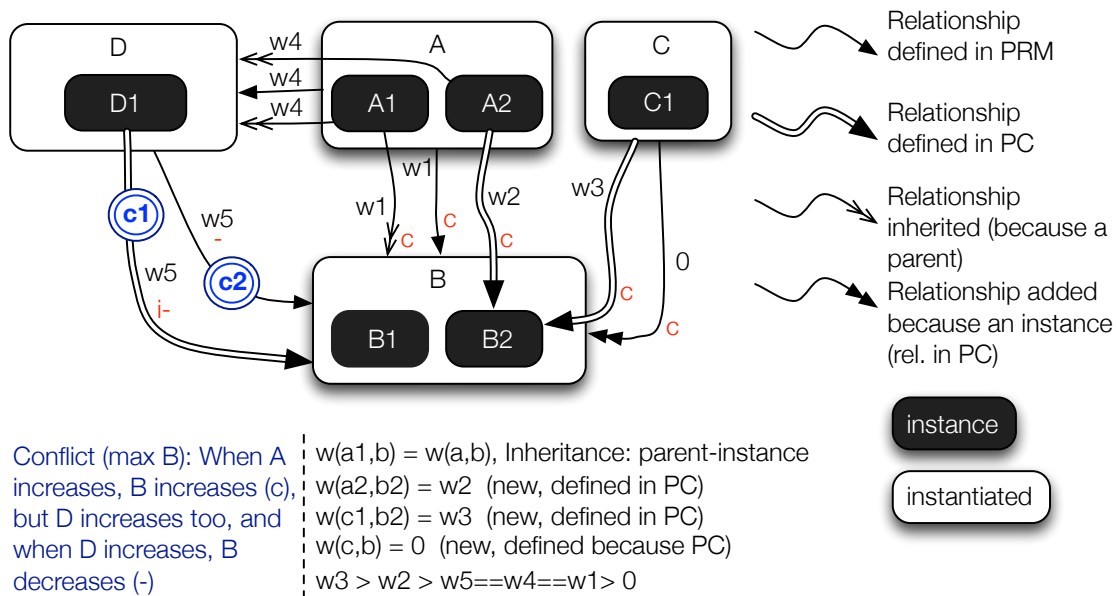 D
A
C
w4
w4
w4
D1
A1
A2
C1
c1
w5
-
c2
w5
i-
w1
c
w1
c
w2
c
w3
c
0
c
B
B1
B2
Relationship
defined in PRM
Relationship
defined in PC
Relationship
inherited (because a
parent)
Relationship added
because an instance
(rel. in PC)
instance
instantiated
Conflict (max B): When A
increases, B increases (c),
but D increases too, and
when D increases, B
decreases (-)
w(a1,b) = w(a,b), Inheritance: parent-instance
w(a2,b2) = w2 (new, defined in PC)
w(c1,b2) = w3 (new, defined in PC)
w(c,b) = 0 (new, defined because PC)
w3 > w2 > w5==w4==w1> 0